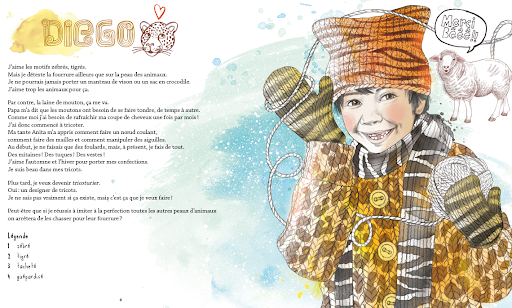 DIEGO
Merci Bêêêh
J'aime les motifs zébrés, tigrés.
Mais je déteste la fourrure ailleurs que sur la peau des animaux.
Je ne pourrais jamais porter un manteau de vison ou un sac en crocodile.
J'aime trop les animaux pour ça.
Par contre, la laine de mouton, ça me va.
Papa m'a dit que les moutons ont besoin de se faire tondre, de temps à autre.
Comme moi j'ai besoin de rafraîchir ma coupe de cheveux une fois par mois !
J'ai donc commencé à tricoter.
Ma tante Anita m'a appris comment faire un nœud coulant,
comment faire des mailles et comment manipuler des aiguilles.
Au début, je ne faisais que des foulards, mais, à présent, je fais de tout.
Des mitaines ! Des tuques ! Des vestes !
J'aime l'automne et l'hiver pour porter mes confections.
Je suis beau dans mes tricots.
Plus tard, je veux devenir tricoturier.
Oui : un designer de tricots.
Je ne sais pas vraiment si ça existe, mais c'est ça que je veux faire !
Peut-être que si je réussis à imiter à la perfection toutes les autres peaux d'animaux
on arrêtera de les chasser pour leur fourrure ?
Légende
1 zébré
2 tigré
3 tacheté
4 guépardisé